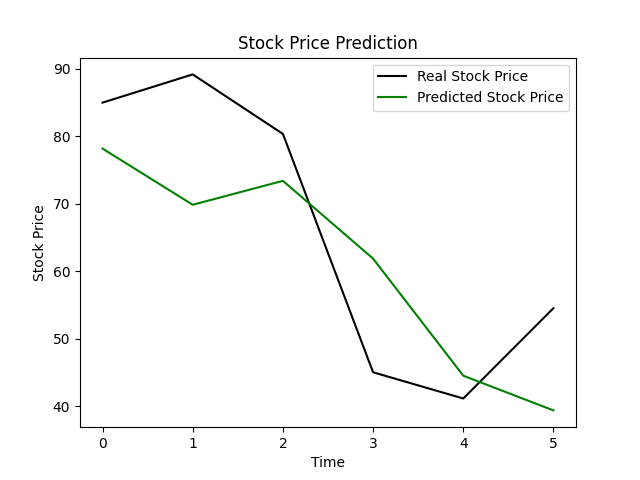 Stock Price Prediction
Real Stock Price
Predicted Stock Price
90
80
70
60
50
40
Stock Price
0 1 2 3 4 5
Time